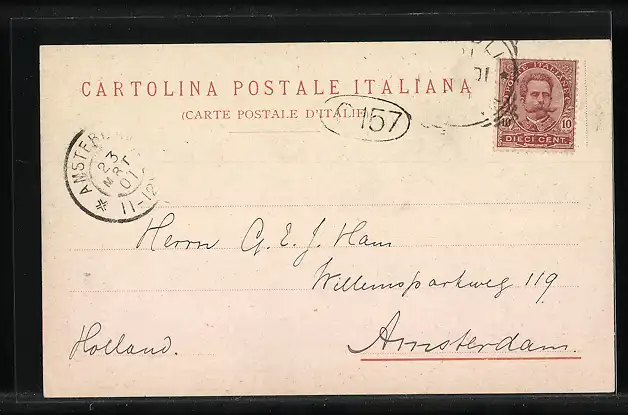 CARTOLINA POSTALE ITALIANA
(CARTE POSTALE D'ITALIE)
157
POSTE ITALIANE
10 10
DIECI CENT.
AMSTERDAM
23
MRT
01
11-12
Herrn G. E. J. Ham
Willemsparkweg 119
Amsterdam.
Holland.